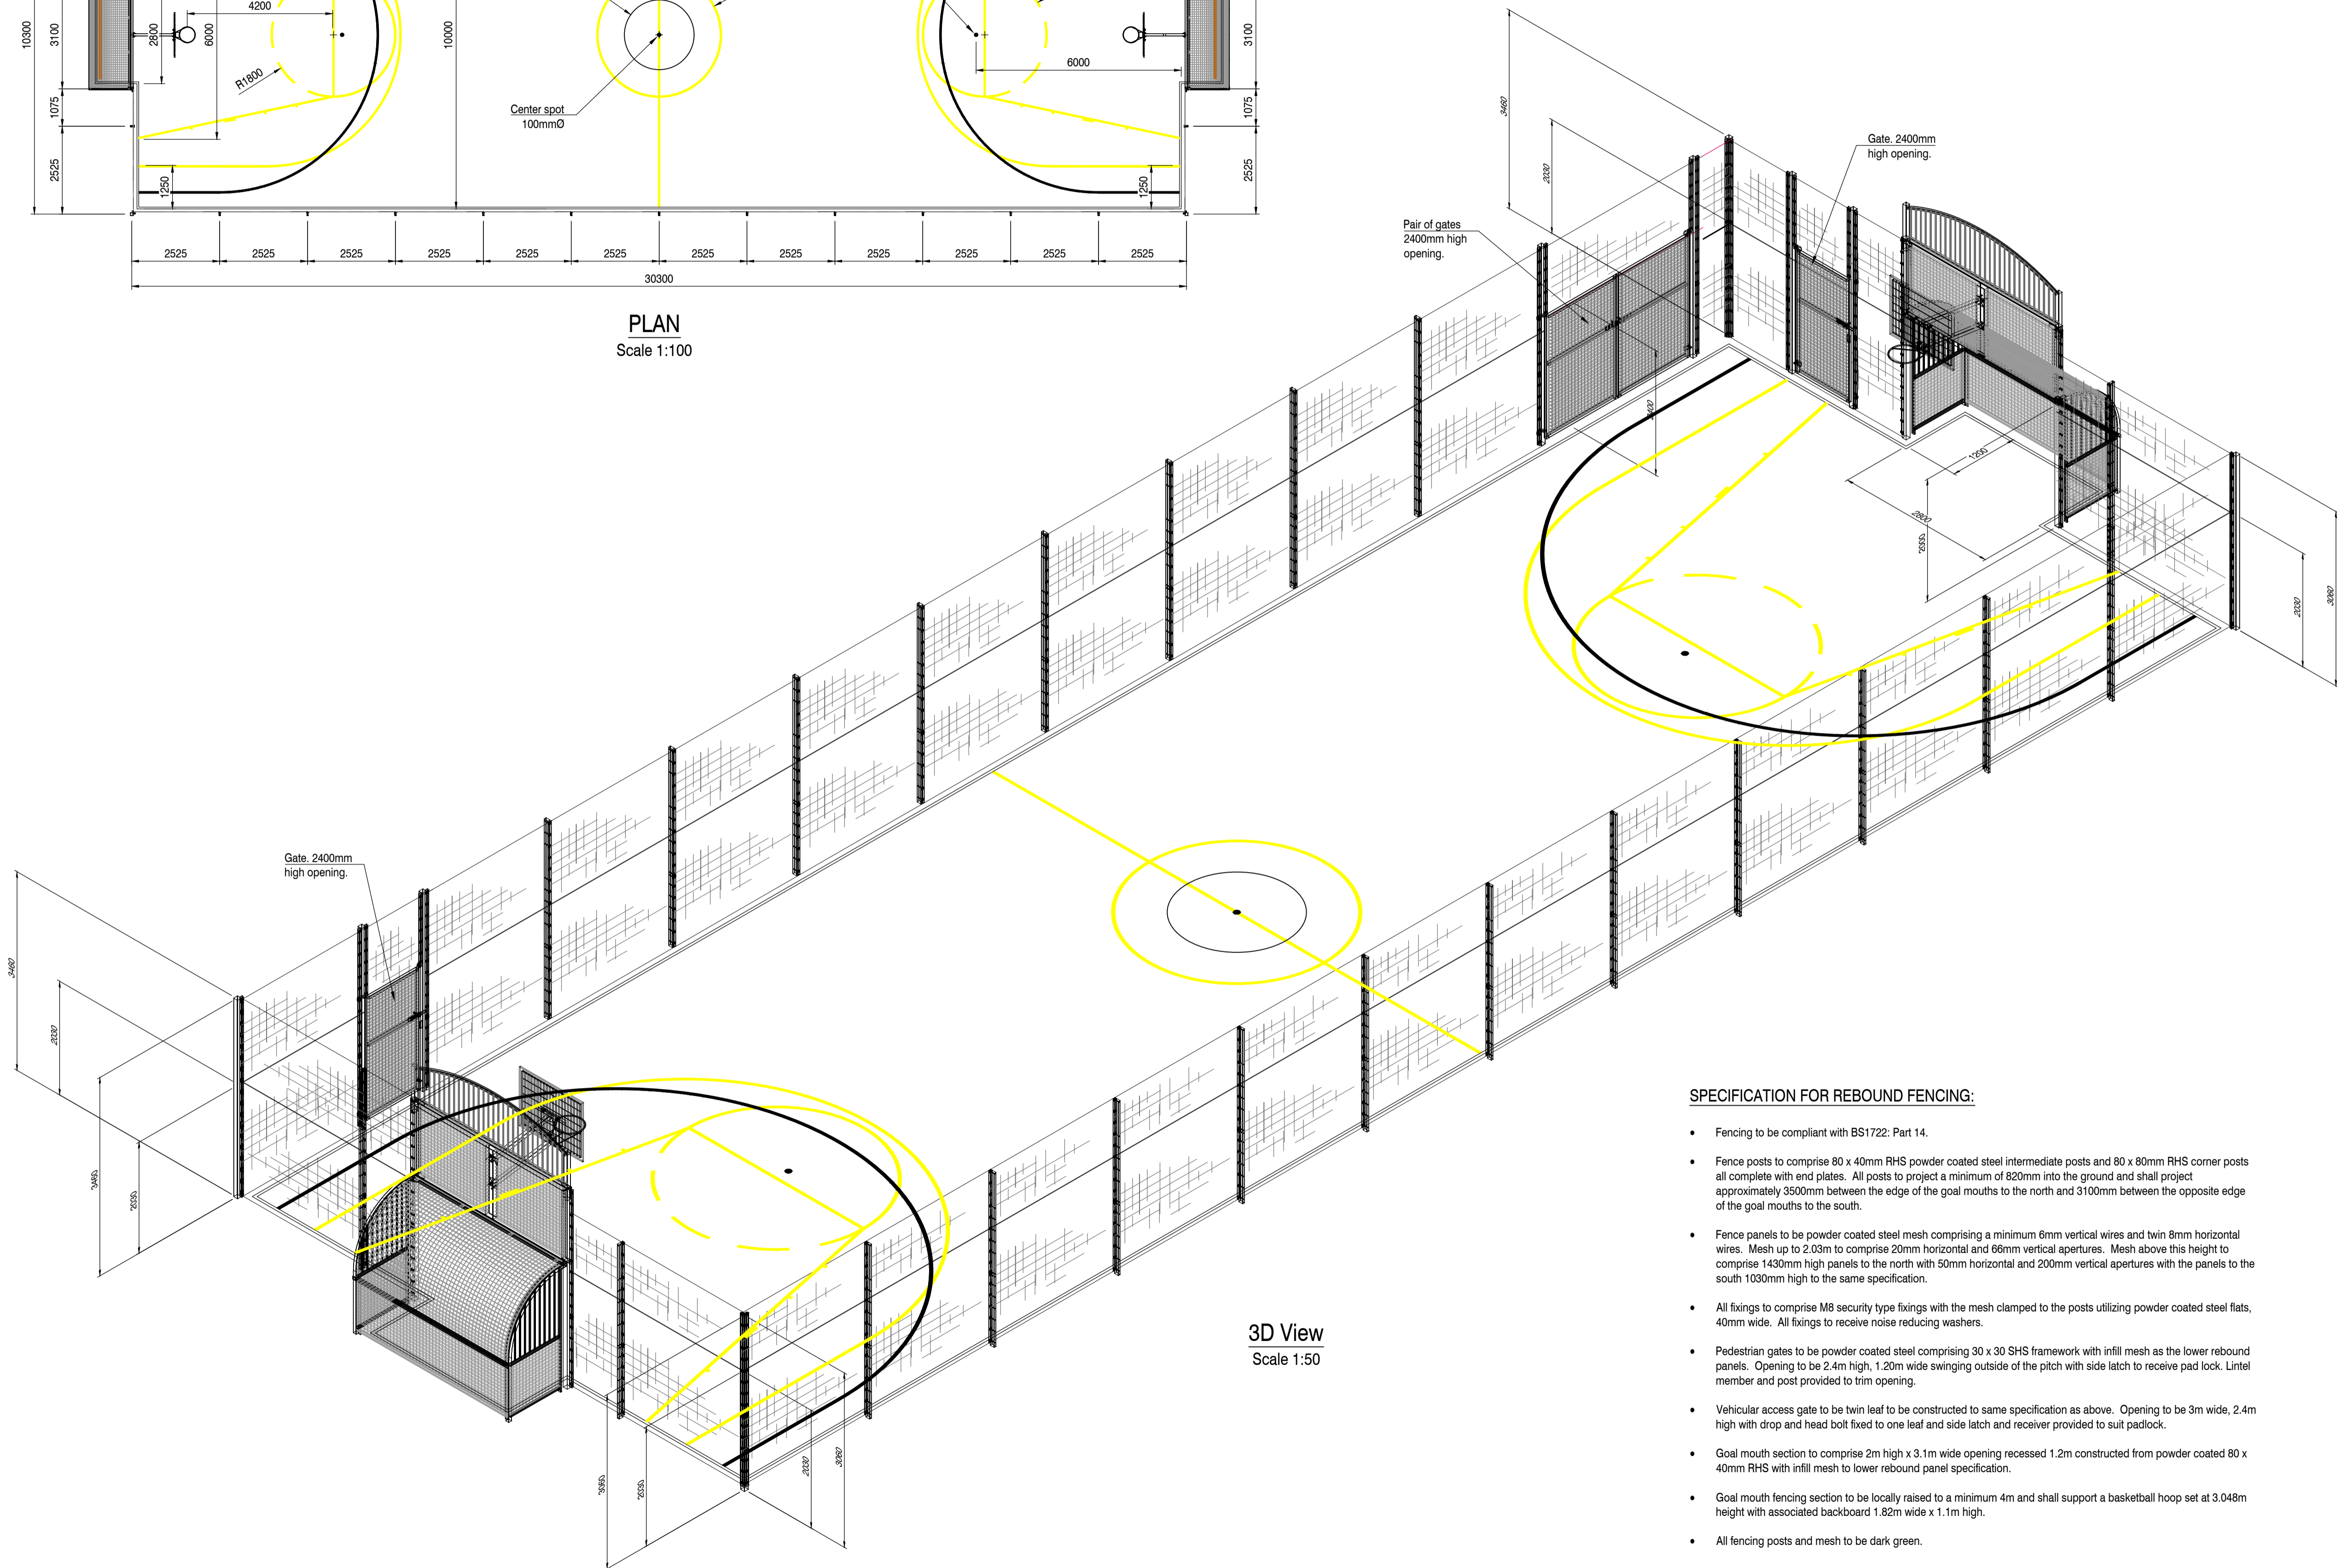 4200
10300
3100
2800
6000
10000
R1800
1075
2525
1250
Center spot
100mmØ
6000
3100
1075
2525
1250
2525 2525 2525 2525 2525 2525 2525 2525 2525 2525 2525 2525
30300
PLAN
Scale 1:100
3460
2030
Gate. 2400mm
high opening.
Pair of gates
2400mm high
opening.
1200
2800
2030
3060
Gate. 2400mm
high opening.
3460
2030
2030
3060
3D View
Scale 1:50
SPECIFICATION FOR REBOUND FENCING:
• Fencing to be compliant with BS1722: Part 14.
• Fence posts to comprise 80 x 40mm RHS powder coated steel intermediate posts and 80 x 80mm RHS corner posts
all complete with end plates. All posts to project a minimum of 820mm into the ground and shall project
approximately 3500mm between the edge of the goal mouths to the north and 3100mm between the opposite edge
of the goal mouths to the south.
• Fence panels to be powder coated steel mesh comprising a minimum 6mm vertical wires and twin 8mm horizontal
wires. Mesh up to 2.03m to comprise 20mm horizontal and 66mm vertical apertures. Mesh above this height to
comprise 1430mm high panels to the north with 50mm horizontal and 200mm vertical apertures with the panels to the
south 1030mm high to the same specification.
• All fixings to comprise M8 security type fixings with the mesh clamped to the posts utilizing powder coated steel flats,
40mm wide. All fixings to receive noise reducing washers.
• Pedestrian gates to be powder coated steel comprising 30 x 30 SHS framework with infill mesh as the lower rebound
panels. Opening to be 2.4m high, 1.20m wide swinging outside of the pitch with side latch to receive pad lock. Lintel
member and post provided to trim opening.
• Vehicular access gate to be twin leaf to be constructed to same specification as above. Opening to be 3m wide, 2.4m
high with drop and head bolt fixed to one leaf and side latch and receiver provided to suit padlock.
• Goal mouth section to comprise 2m high x 3.1m wide opening recessed 1.2m constructed from powder coated 80 x
40mm RHS with infill mesh to lower rebound panel specification.
• Goal mouth fencing section to be locally raised to a minimum 4m and shall support a basketball hoop set at 3.048m
height with associated backboard 1.82m wide x 1.1m high.
• All fencing posts and mesh to be dark green.